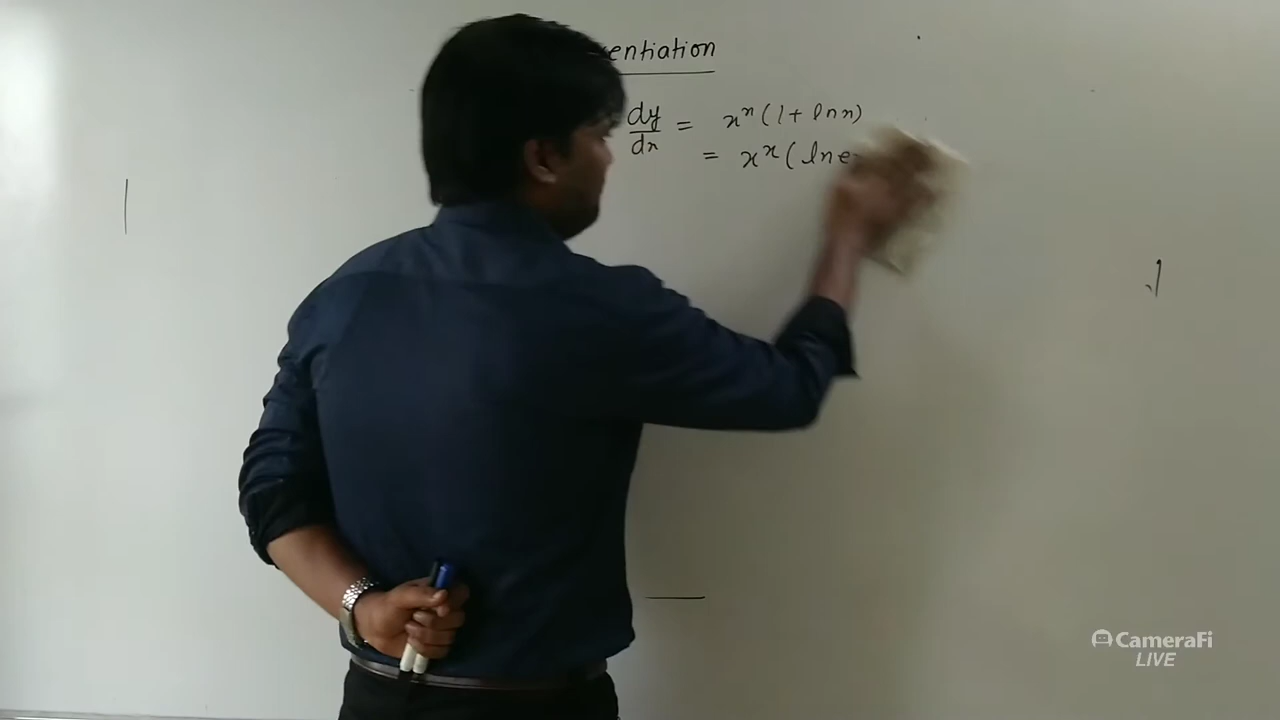 entiation
dy/dx = x^x (1 + ln x)
= x^x ( ln e
CameraFi
LIVE